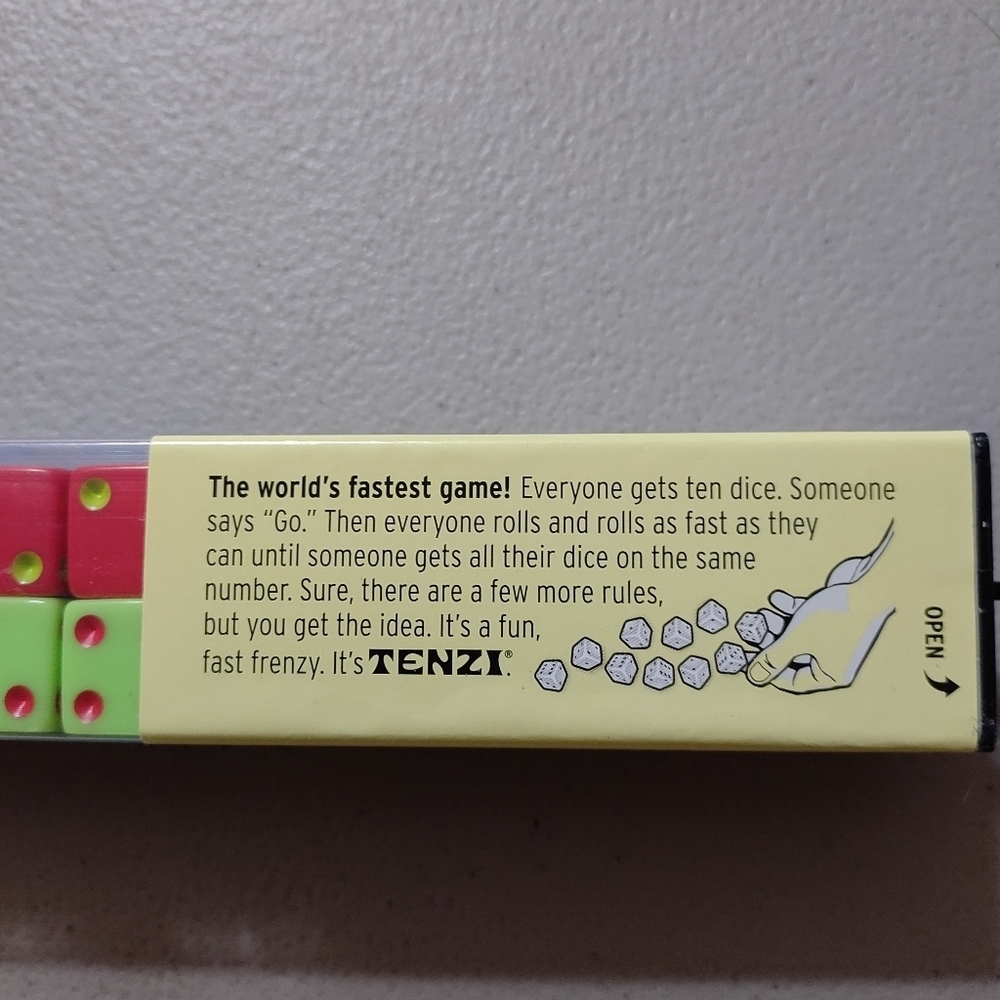 The world's fastest game! Everyone gets ten dice. Someone
says “Go.” Then everyone rolls and rolls as fast as they
can until someone gets all their dice on the same
number. Sure, there are a few more rules,
but you get the idea. It's a fun,
fast frenzy. It's TENZI®.
OPEN